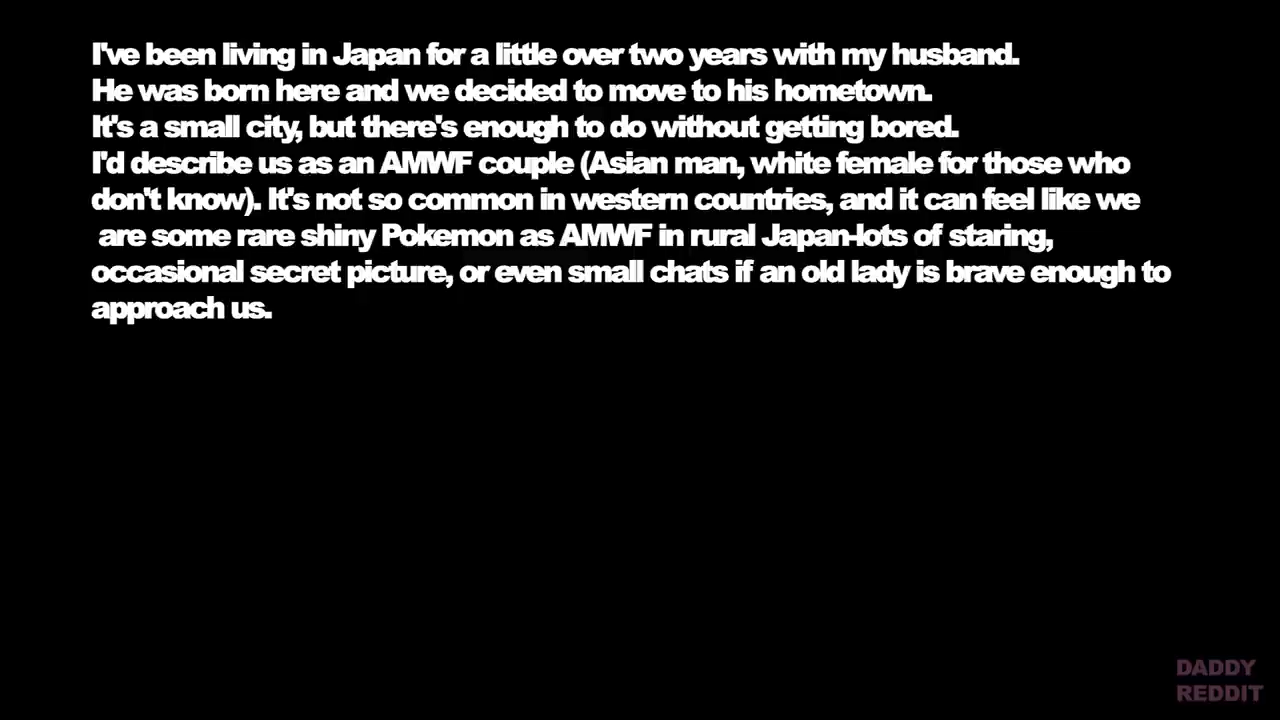 I've been living in Japan for a little over two years with my husband.
He was born here and we decided to move to his hometown.
It's a small city, but there's enough to do without getting bored.
I'd describe us as an AMWF couple (Asian man, white female for those who
don't know). It's not so common in western countries, and it can feel like we
are some rare shiny Pokemon as AMWF in rural Japan-lots of staring,
occasional secret picture, or even small chats if an old lady is brave enough to
approach us.
DADDY
REDDIT